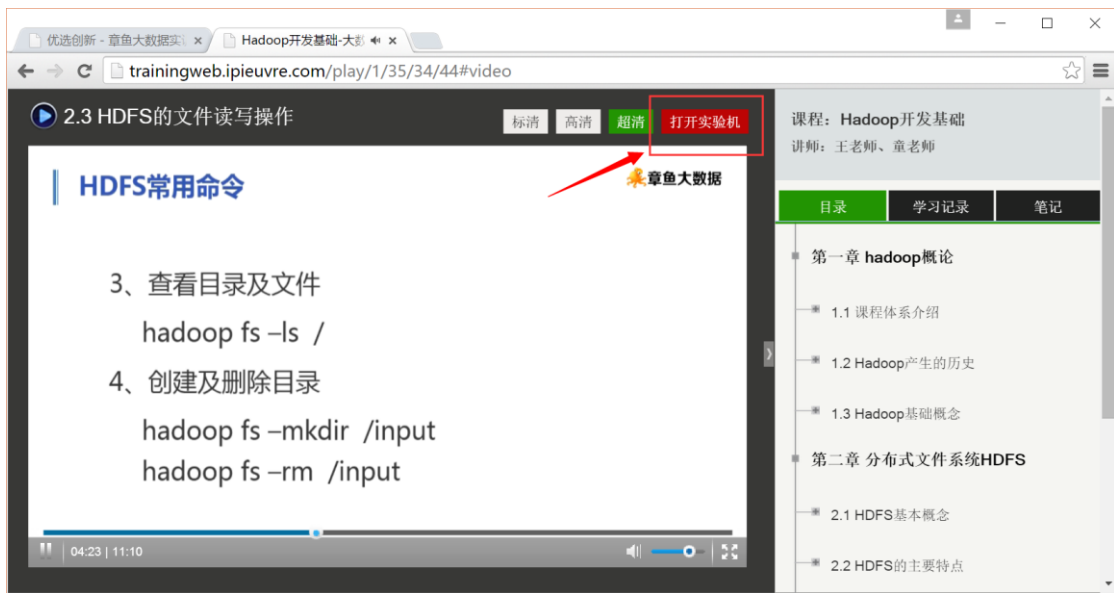 优选创新 - 章鱼大数据实
Hadoop开发基础-大数
trainingweb.ipieuvre.com/play/1/35/34/44#video
2.3 HDFS的文件读写操作
标清 高清 超清 打开实验机
HDFS常用命令
章鱼大数据
3、查看目录及文件
hadoop fs –ls /
4、创建及删除目录
hadoop fs –mkdir /input
hadoop fs –rm /input
04:23 | 11:10
课程：Hadoop开发基础
讲师：王老师、童老师
目录 学习记录 笔记
第一章 hadoop概论
1.1 课程体系介绍
1.2 Hadoop产生的历史
1.3 Hadoop基础概念
第二章 分布式文件系统HDFS
2.1 HDFS基本概念
2.2 HDFS的主要特点